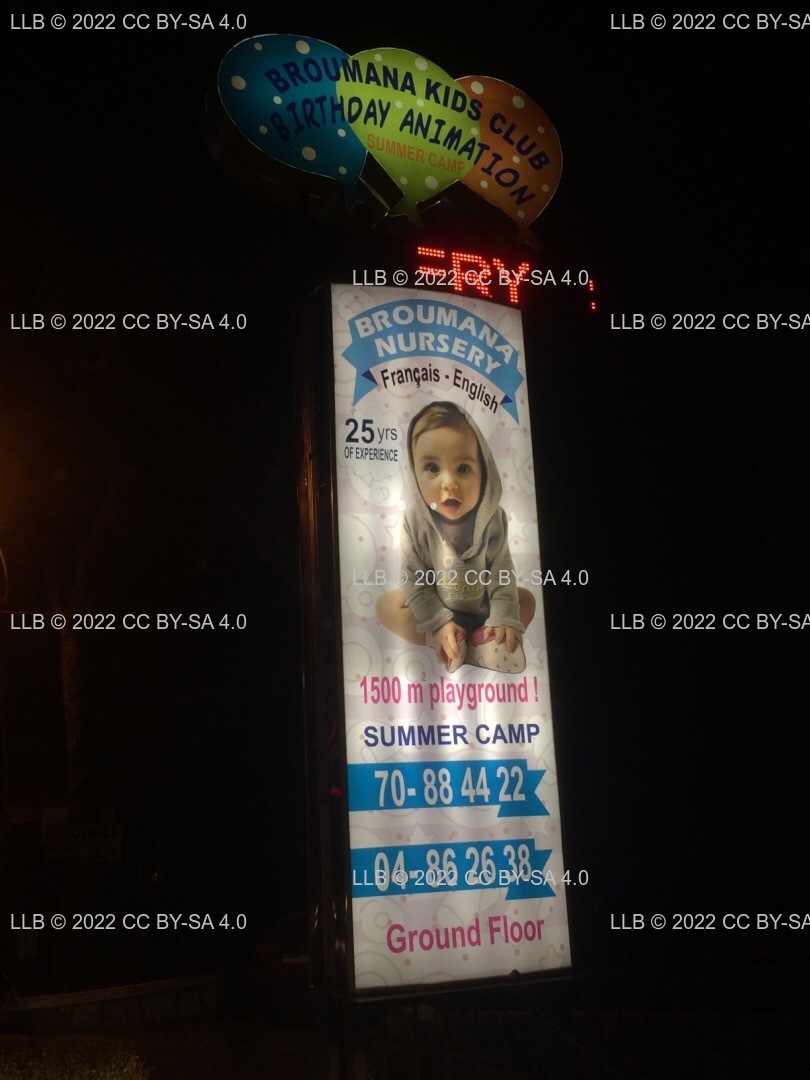 BROUMANA KIDS CLUB
BIRTHDAY ANIMATION
SUMMER CAMP
ERY
BROUMANA
NURSERY
Français - English
25 yrs
OF EXPERIENCE
1500 m² playground !
SUMMER CAMP
70- 88 44 22
04- 86 26 38
Ground Floor
LLB © 2022 CC BY-SA 4.0